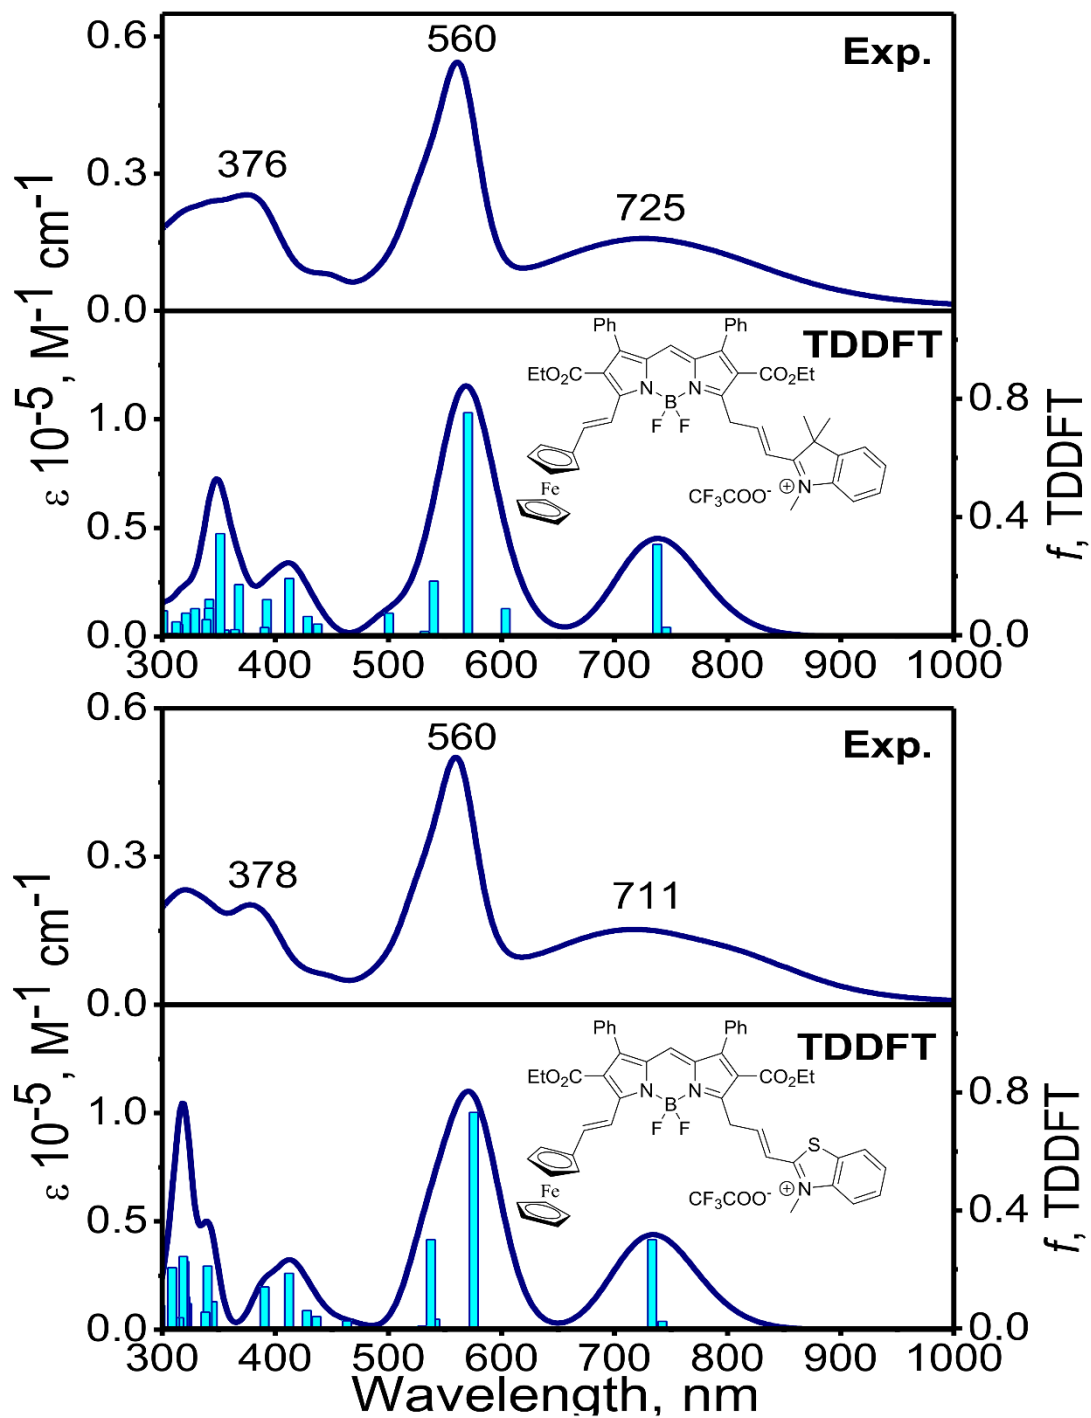 560
0.6
Exp.
376
0.3
725
0.0
ε 10-5, M-1 cm-1
Ph Ph
TDDFT
EtO2C CO2Et
N N
B
F F
0.8
1.0
Fe
CF3COO- + N
0.5
0.4
0.0 0.0
f, TDDFT
300 400 500 600 700 800 900 1000
0.6
560
Exp.
378
0.3
711
0.0
ε 10-5, M-1 cm-1
Ph Ph
TDDFT
EtO2C CO2Et
N N
B
F F
0.8
1.0
S
Fe
CF3COO- + N
0.5
0.4
0.0 0.0
f, TDDFT
300 400 500 600 700 800 900 1000
Wavelength, nm